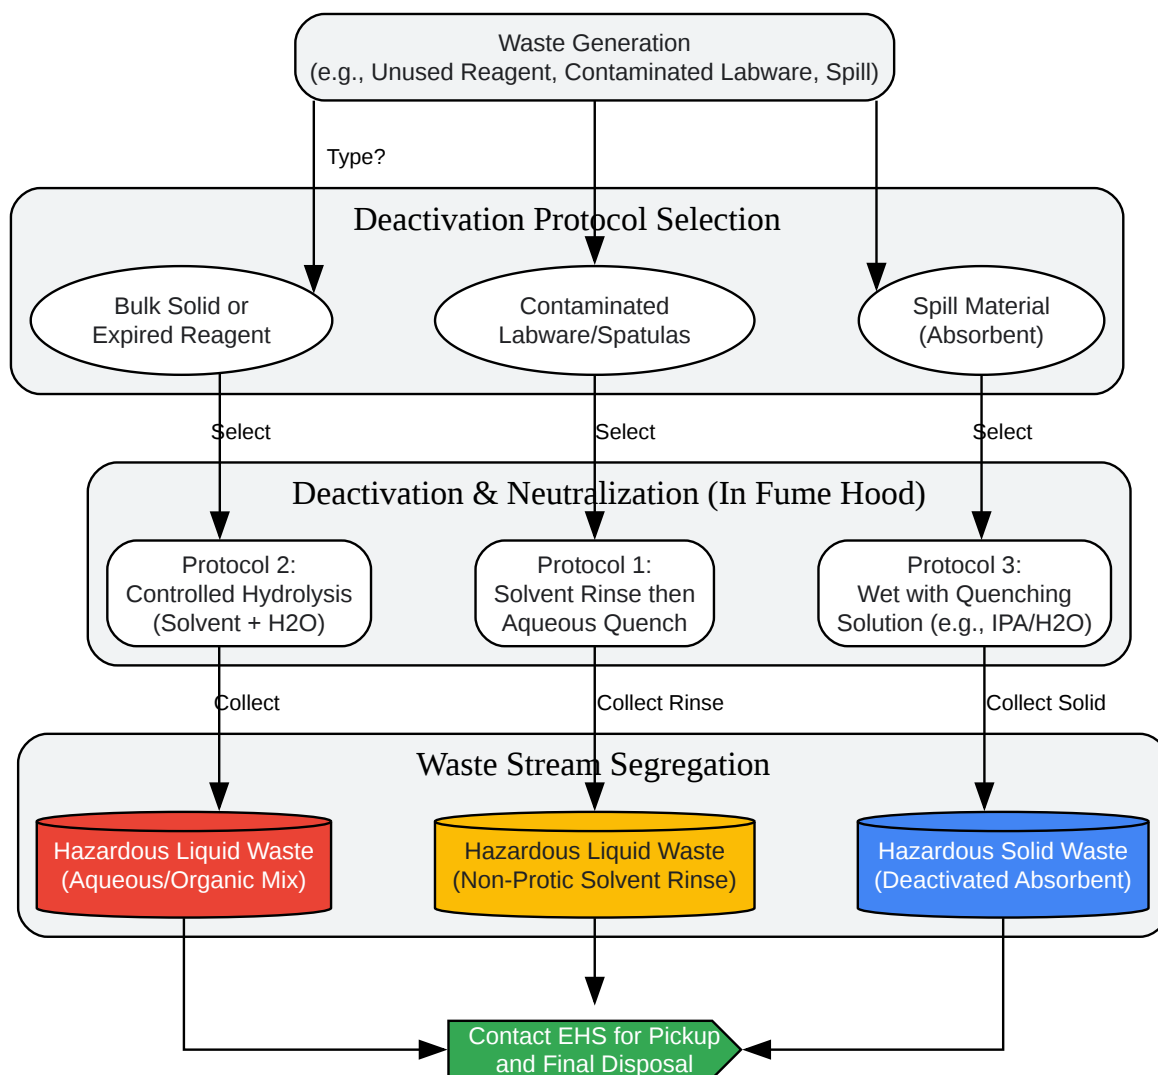 Waste Generation
(e.g., Unused Reagent, Contaminated Labware, Spill)
Type?
Deactivation Protocol Selection
Bulk Solid or
Expired Reagent
Contaminated
Labware/Spatulas
Spill Material
(Absorbent)
Select
Select
Select
Deactivation & Neutralization (In Fume Hood)
Protocol 2:
Controlled Hydrolysis
(Solvent + H2O)
Protocol 1:
Solvent Rinse then
Aqueous Quench
Protocol 3:
Wet with Quenching
Solution (e.g., IPA/H2O)
Collect
Collect Rinse
Collect Solid
Waste Stream Segregation
Hazardous Liquid Waste
(Aqueous/Organic Mix)
Hazardous Liquid Waste
(Non-Protic Solvent Rinse)
Hazardous Solid Waste
(Deactivated Absorbent)
Contact EHS for Pickup
and Final Disposal